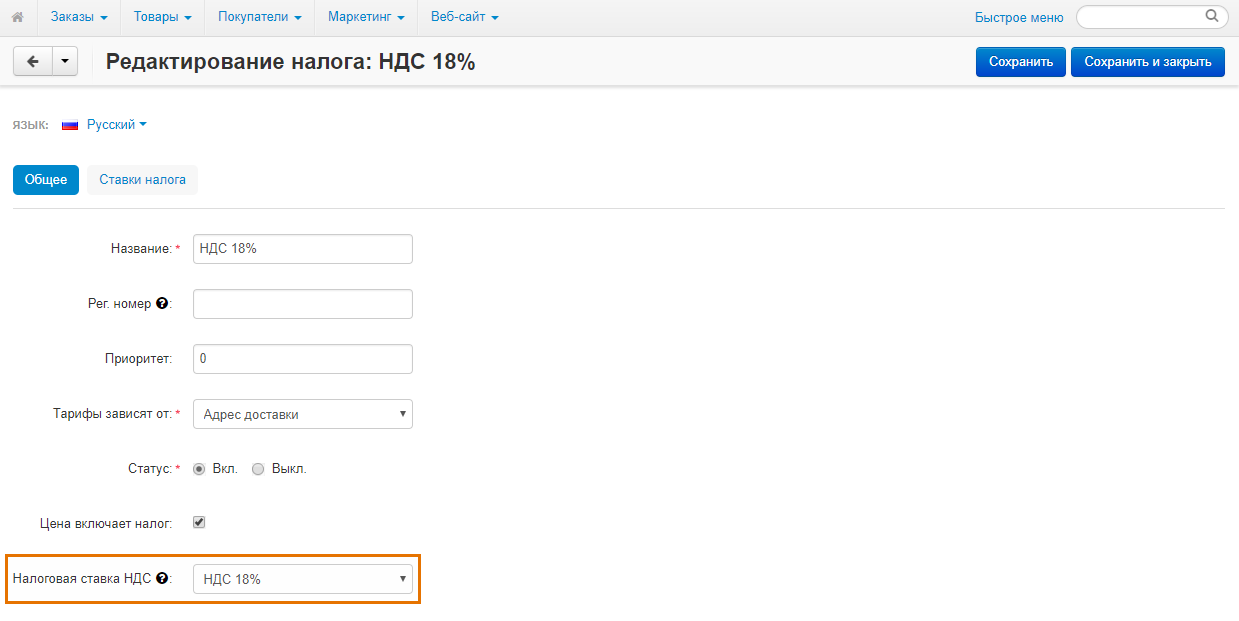 Заказы Товары Покупатели Маркетинг Веб-сайт Быстрое меню
Редактирование налога: НДС 18% Сохранить Сохранить и закрыть
ЯЗЫК: Русский
Общее Ставки налога
Название: * НДС 18%
Рег. номер ?:
Приоритет: 0
Тарифы зависят от: * Адрес доставки
Статус: * Вкл. Выкл.
Цена включает налог:
Налоговая ставка НДС ?: НДС 18%